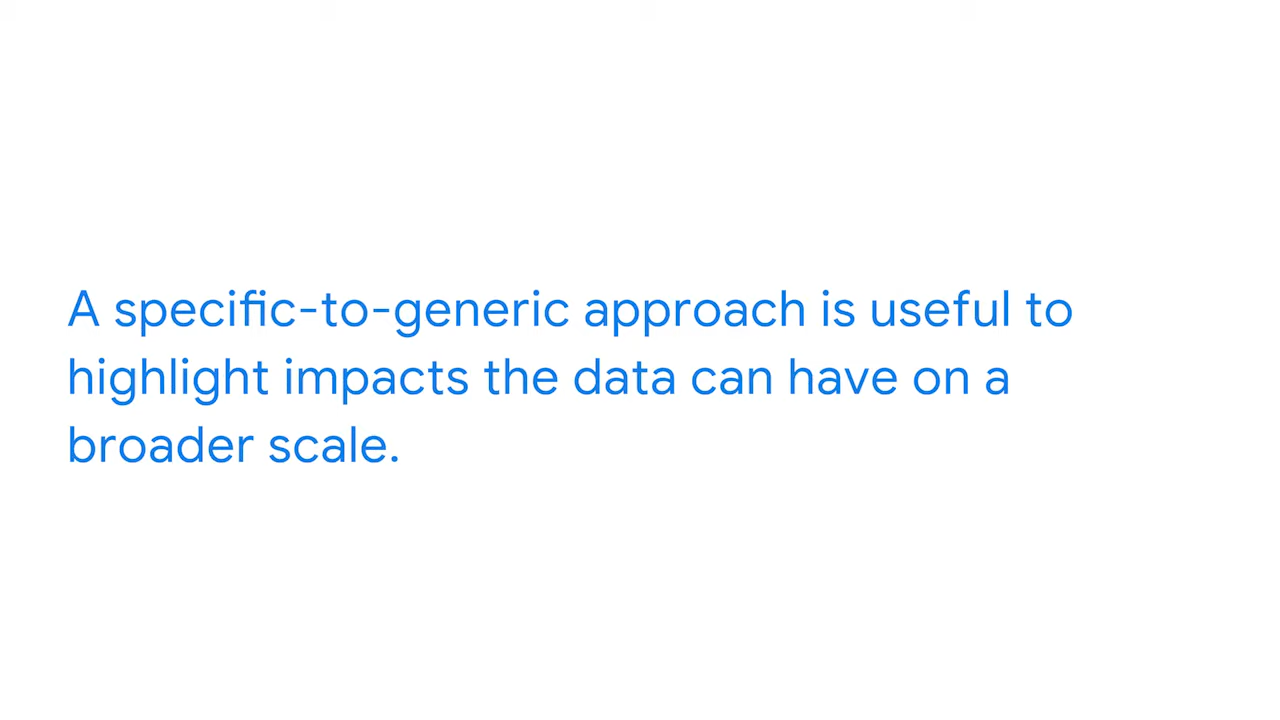 A specific-to-generic approach is useful to
highlight impacts the data can have on a
broader scale.